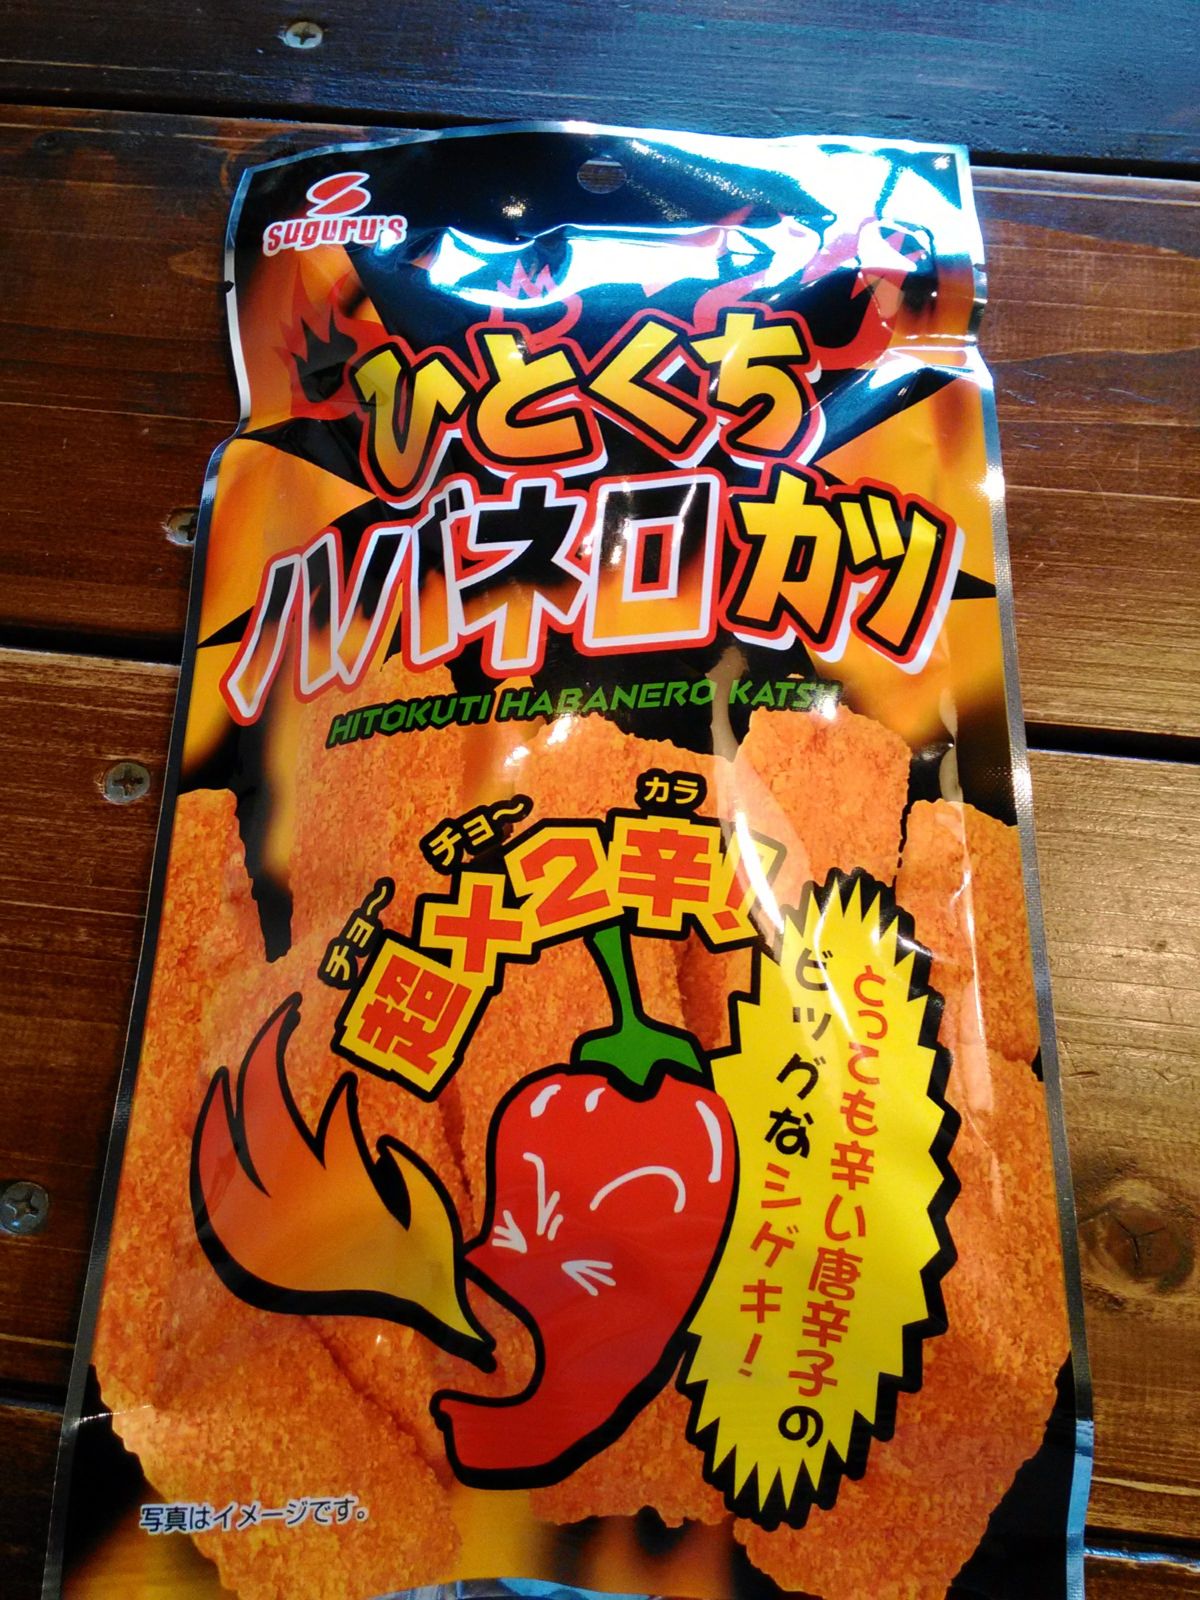 suguru's
ひとくち
ハバネロカツ
HITOKUTI HABANERO KATSU
チョ〜 チョ〜 カラ
超×2辛!
とっても辛い唐辛子の
ビッグなシゲキ!
写真はイメージです。